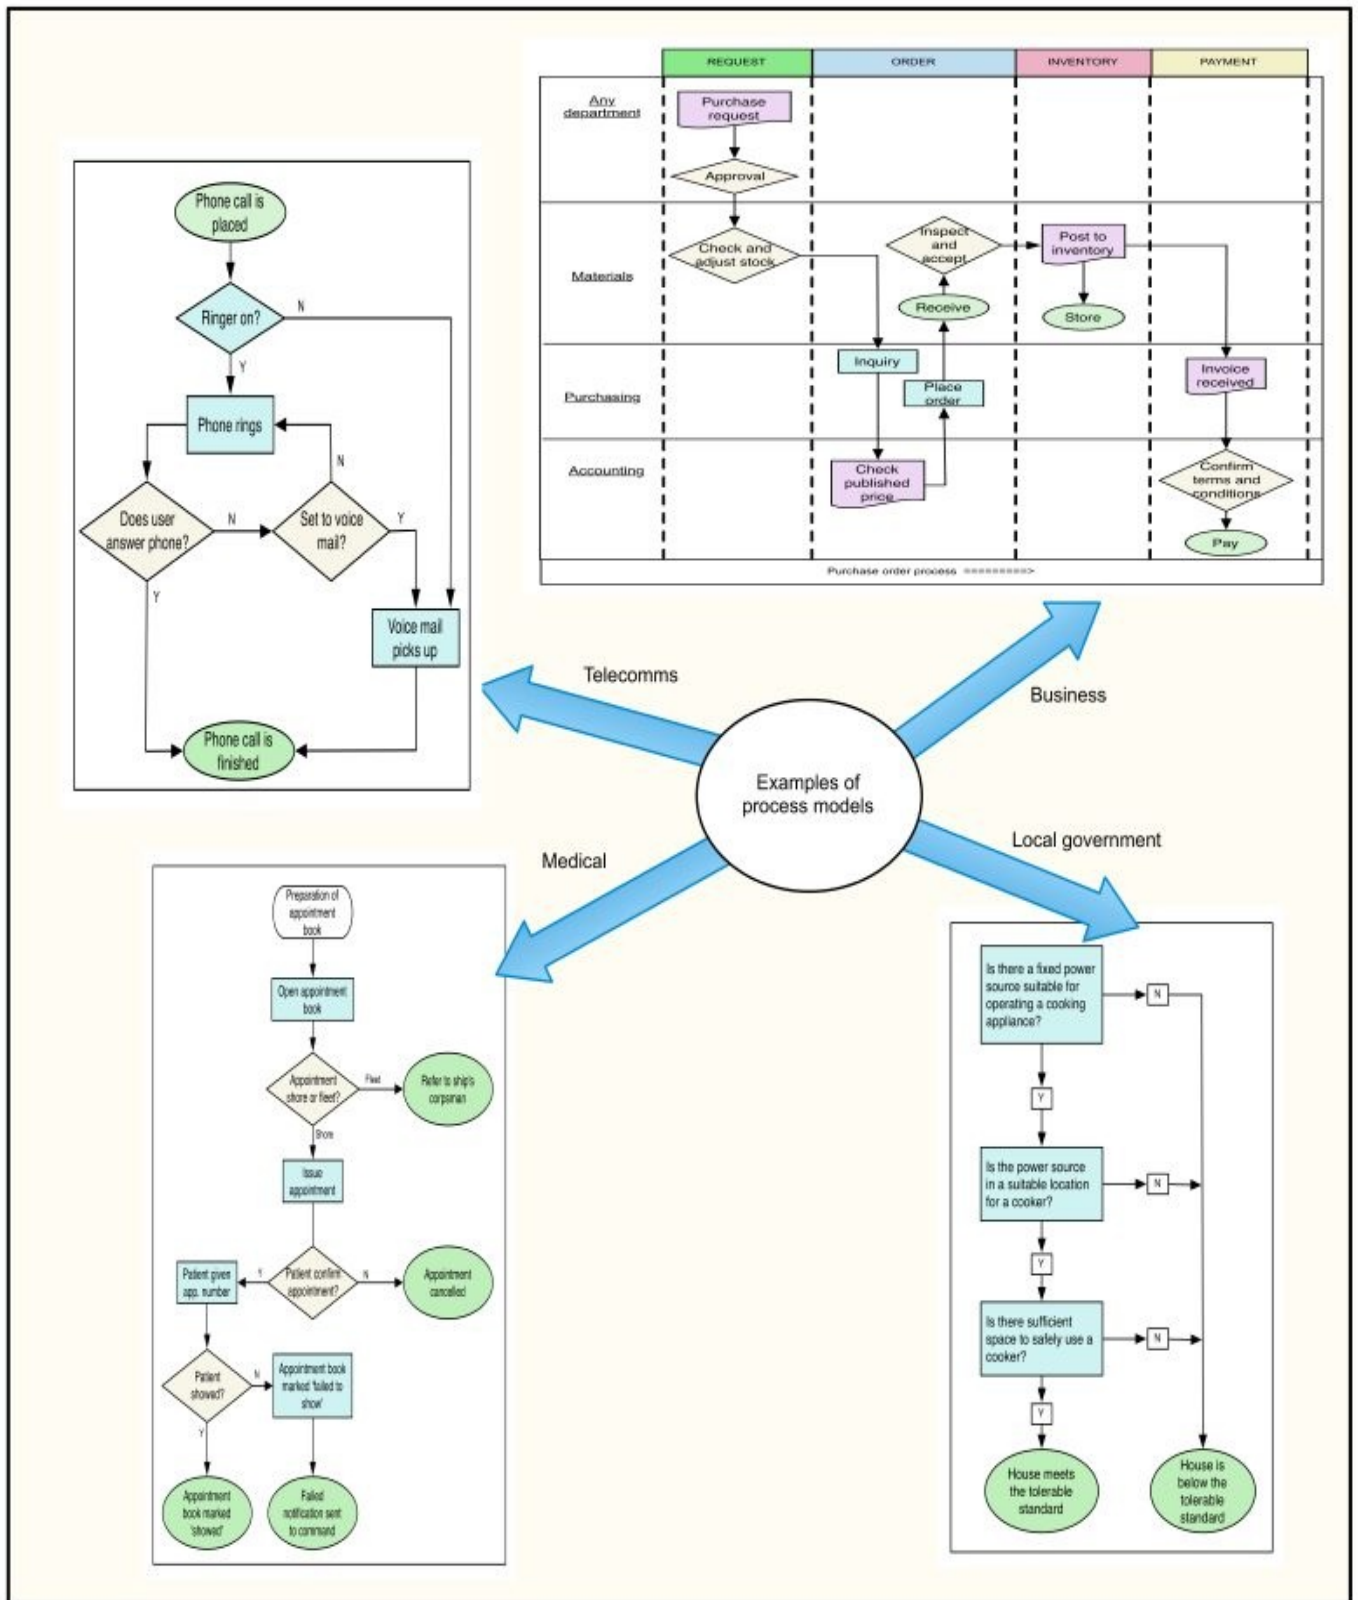 REQUEST
ORDER
INVENTORY
PAYMENT
Any
department
Purchase
request
Approval
Materials
Check and
adjust stock
Inspect
and
accept
Post to
inventory
Receive
Store
Purchasing
Inquiry
Place
order
Invoice
received
Accounting
Check
published
price
Confirm
terms and
conditions
Pay
Purchase order process =========>
Phone call is
placed
Ringer on?
N
Y
Phone rings
N
Does user
answer phone?
N
Set to voice
mail?
Y
Y
Voice mail
picks up
Phone call is
finished
Telecomms
Business
Examples of
process models
Medical
Local government
Preparation of
appointment
book
Open appointment
book
Appointment
shore or fleet?
Fleet
Refer to ship's
corpsman
Shore
Issue
appointment
Patient given
app. number
Y
Patient confirm
appointment?
N
Appointment
cancelled
Patient
showed?
N
Appointment book
marked 'failed to
show'
Y
Appointment
book marked
'showed'
Failed
notification sent
to command
Is there a fixed power
source suitable for
operating a cooking
appliance?
N
Y
Is the power source
in a suitable location
for a cooker?
N
Y
Is there sufficient
space to safely use a
cooker?
N
Y
House meets
the tolerable
standard
House is
below the
tolerable
standard